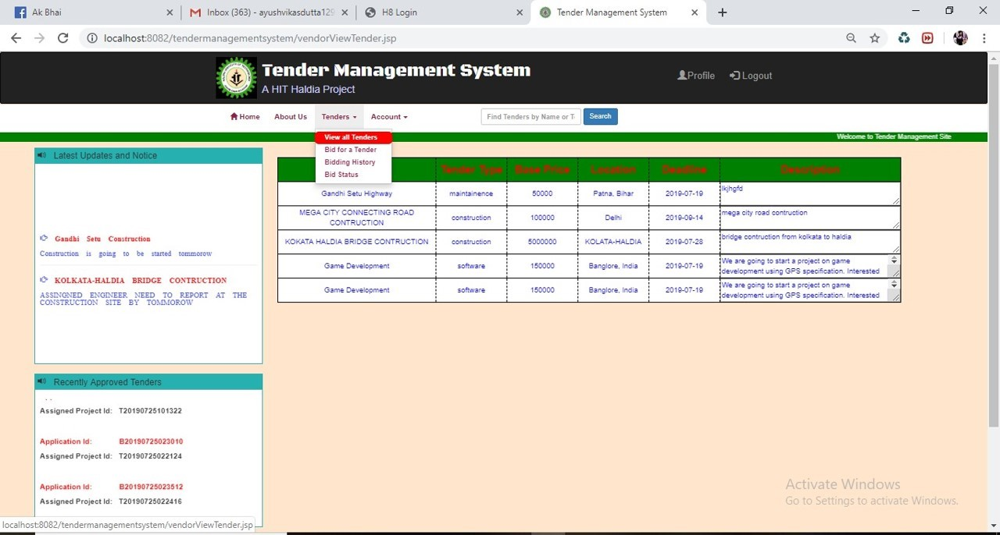 Ak Bhai
Inbox (363) - ayushvikasdutta129
H8 Login
Tender Management System
localhost:8082/tendermanagementsystem/vendorViewTender.jsp
Tender Management System
A HIT Haldia Project
Profile
Logout
Home
About Us
Tenders
Account
Find Tenders by Name or T
Search
View all Tenders
Bid for a Tender
Bidding History
Bid Status
Welcome to Tender Management Site
Latest Updates and Notice
Gandhi Setu Construction
Construction is going to be started tommorow
KOLKATA-HALDIA BRIDGE CONTRUCTION
ASSINGNED ENGINEER NEED TO REPORT AT THE
CONSTRUCTION SITE BY TOMMOROW
Recently Approved Tenders
Assigned Project Id: T20190725101322
Application Id: B20190725023010
Assigned Project Id: T20190725022124
Application Id: B20190725023512
Assigned Project Id: T20190725022416
Tender Type Base Price Location Deadline Description
Gandhi Setu Highway maintainence 50000 Patna, Bihar 2019-07-19 lkjhgfd
MEGA CITY CONNECTING ROAD
CONTRUCTION construction 100000 Delhi 2019-09-14 mega city road contruction
KOKATA HALDIA BRIDGE CONTRUCTION construction 5000000 KOLATA-HALDIA 2019-07-28 bridge contruction from kolkata to haldia
Game Development software 150000 Banglore, India 2019-07-19 We are going to start a project on game
development using GPS specification. Interested
Game Development software 150000 Banglore, India 2019-07-19 We are going to start a project on game
development using GPS specification. Interested
Activate Windows
Go to Settings to activate Windows.
localhost:8082/tendermanagementsystem/vendorViewTender.jsp